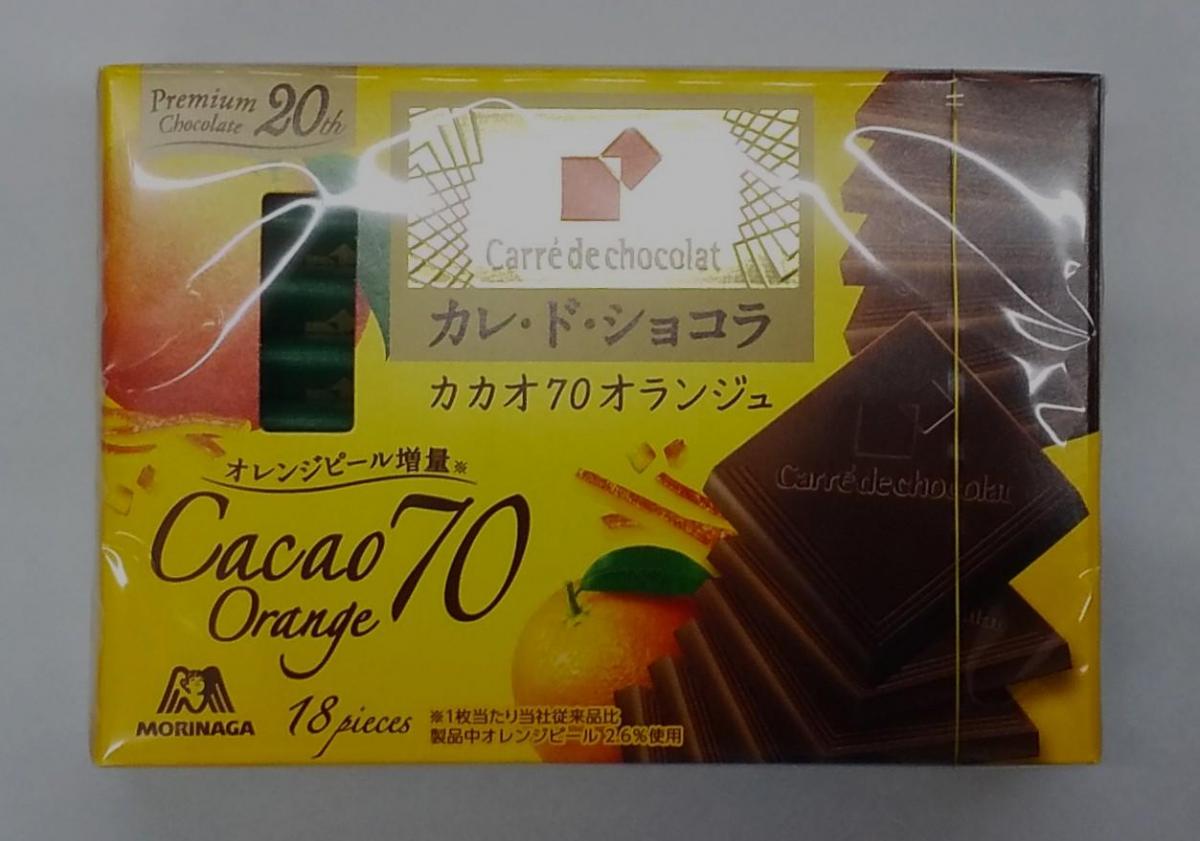 Premium
Chocolate 20th
Carré de chocolat
カレ・ド・ショコラ
カカオ70オランジュ
オレンジピール増量※
Cacao 70
Orange
Carré de chocolat
MORINAGA
18 pieces
※1枚当たり当社従来品比
製品中オレンジピール2.6%使用